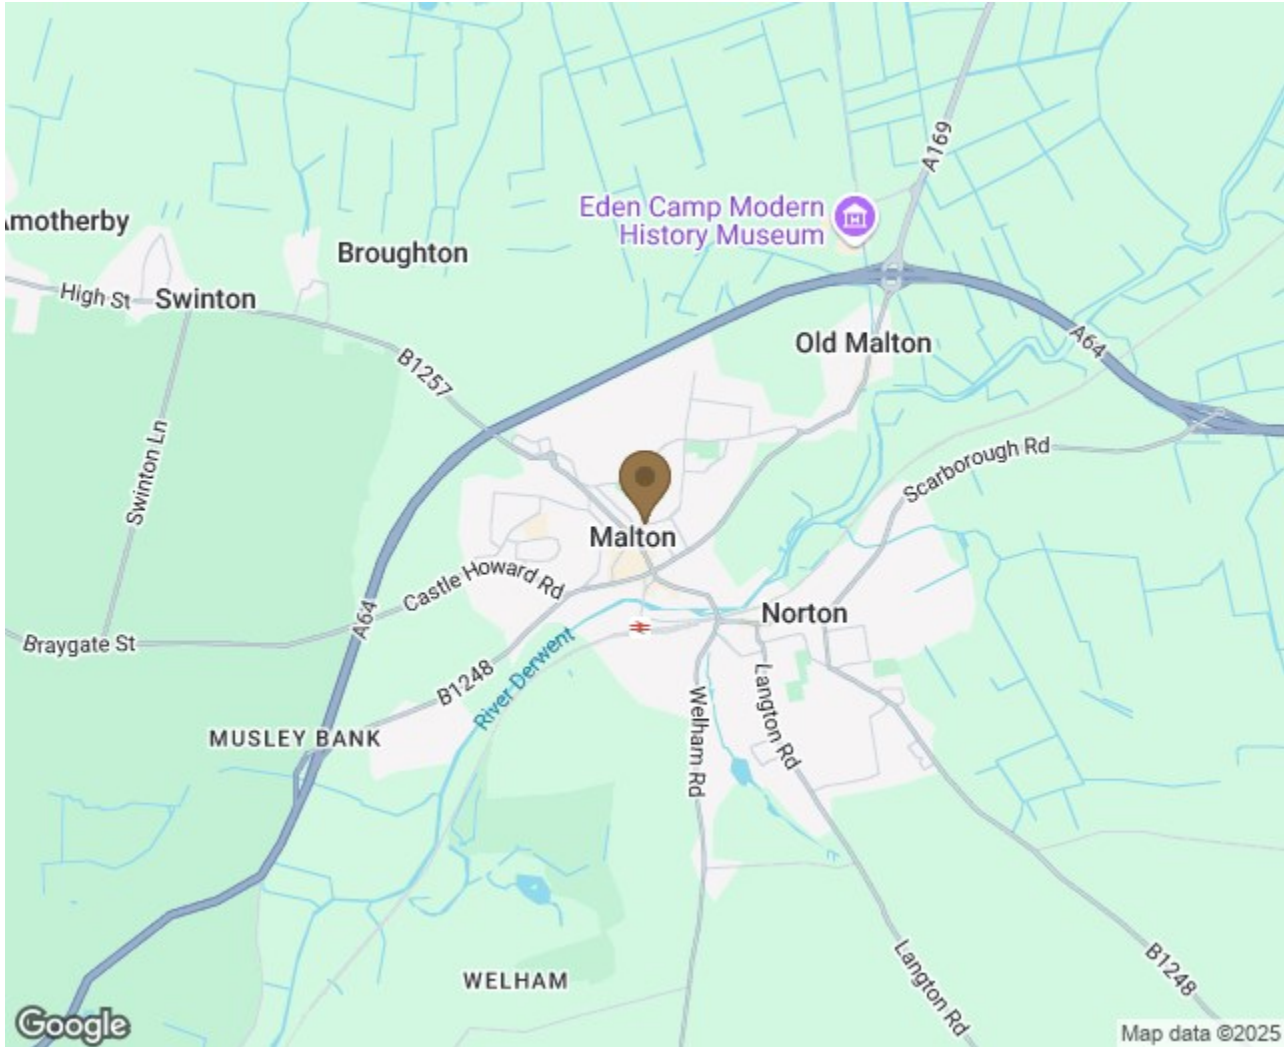 A169
Eden Camp Modern
History Museum
Amotherby
Broughton
High St
Swinton
Old Malton
A64
B1257
Scarborough Rd
Swinton Ln
Malton
Castle Howard Rd
A64
Norton
Braygate St
River Derwent
B1248
Langton Rd
Welham Rd
MUSLEY BANK
WELHAM
Langton Rd
B1248
Google
Map data ©2025